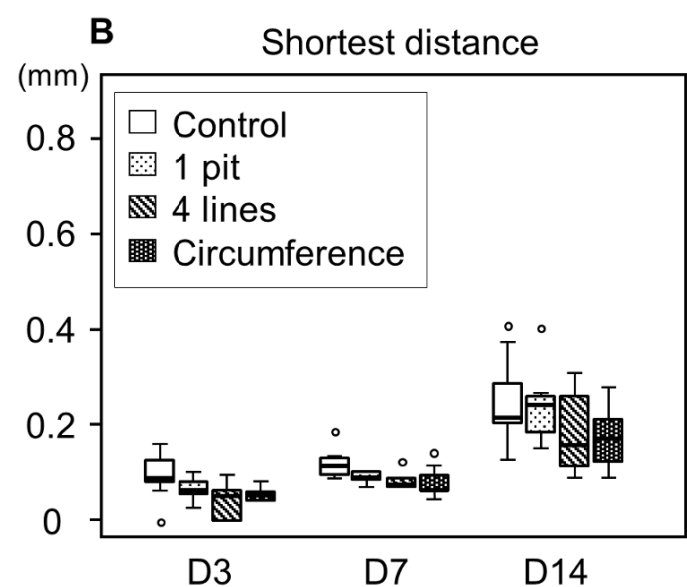 B
Shortest distance
(mm)
Control
1 pit
4 lines
Circumference
0.8
0.6
0.4
0.2
0
D3 D7 D14